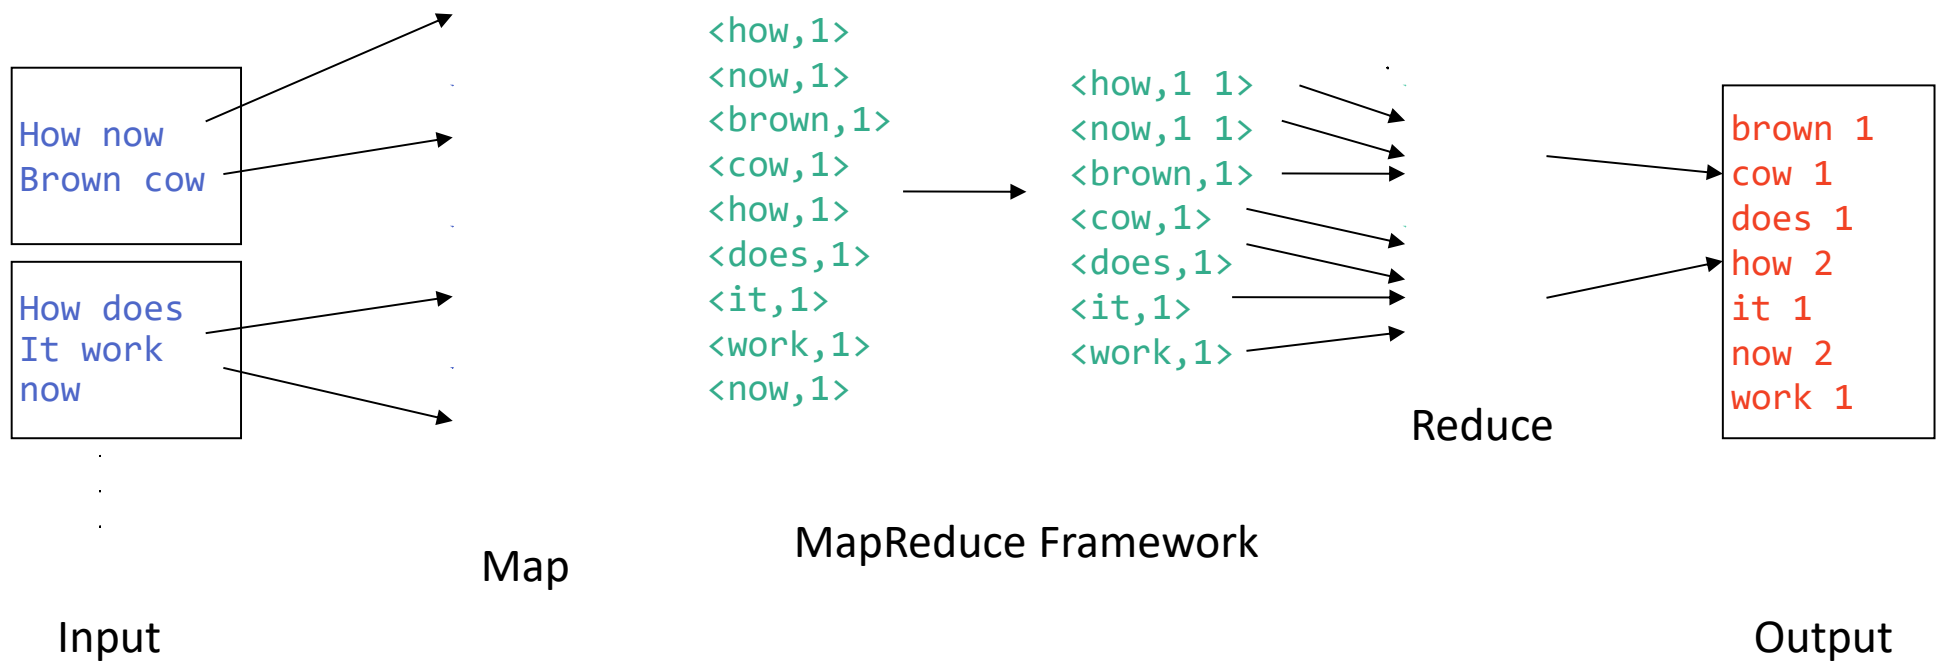 How now
Brown cow
How does
It work
now
Input
Map
<how,1>
<now,1>
<brown,1>
<cow,1>
<how,1>
<does,1>
<it,1>
<work,1>
<now,1>
MapReduce Framework
<how,1 1>
<now,1 1>
<brown,1>
<cow,1>
<does,1>
<it,1>
<work,1>
Reduce
brown 1
cow 1
does 1
how 2
it 1
now 2
work 1
Output